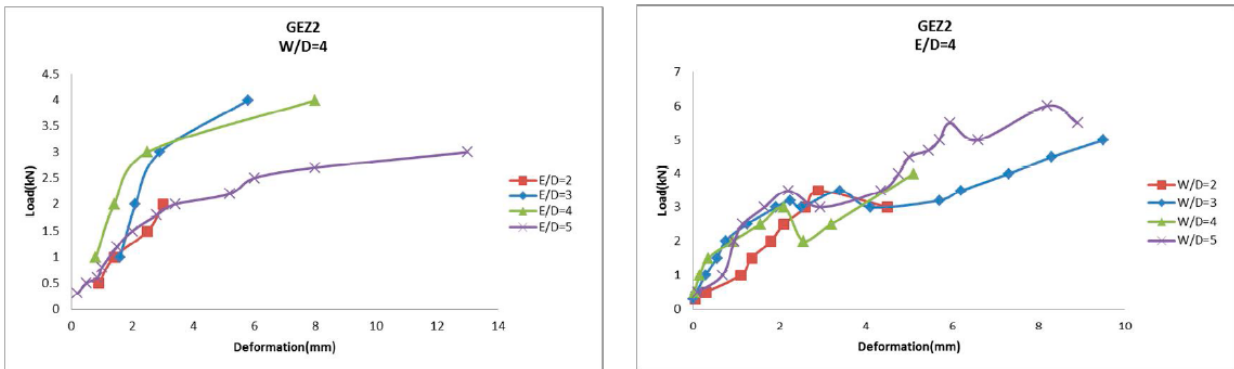 GEZ2
W/D=4
4.5
4
3.5
3
2.5
2
1.5
1
0.5
0
Load(kN)
0 2 4 6 8 10 12 14
Deformation(mm)
E/D=2
E/D=3
E/D=4
E/D=5
GEZ2
E/D=4
7
6
5
4
3
2
1
0
Load(kN)
0 2 4 6 8 10
Deformation(mm)
W/D=2
W/D=3
W/D=4
W/D=5